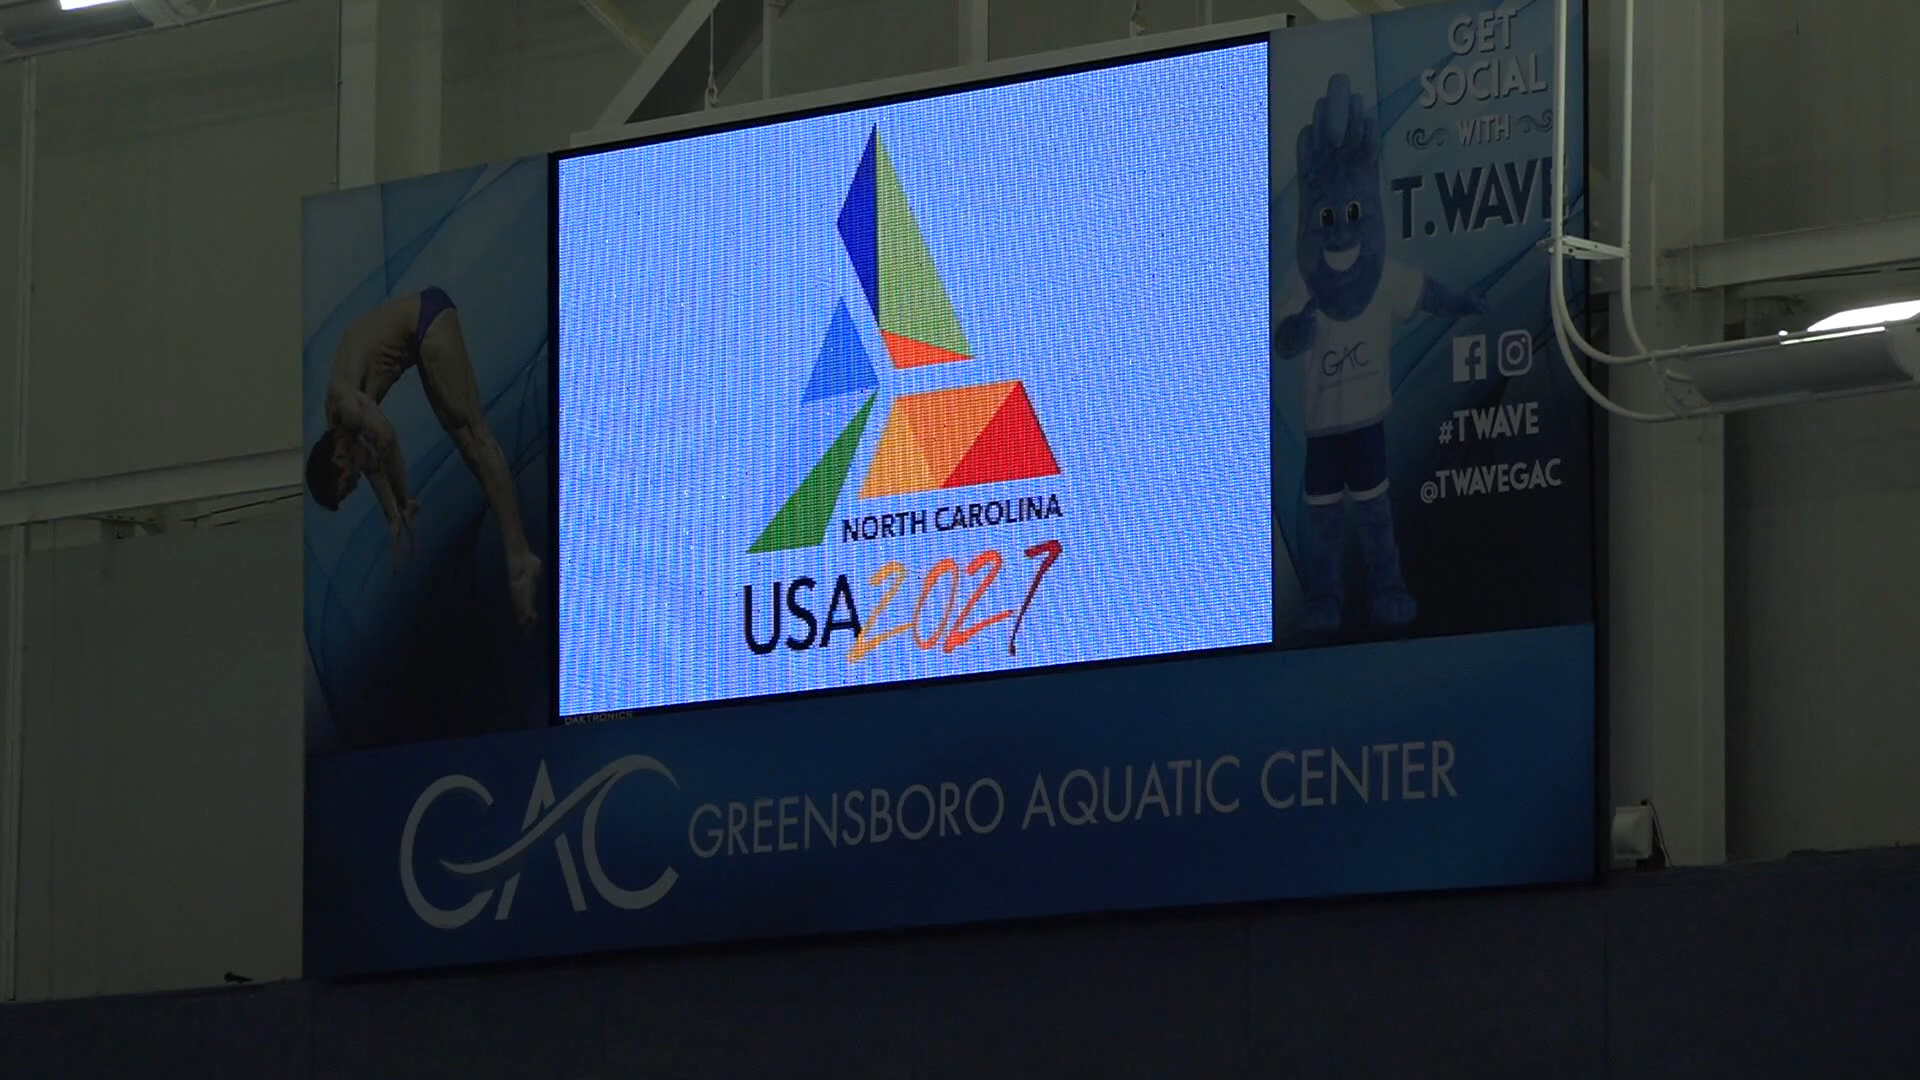 NORTH CAROLINA
USA2027
DAKTRONICS
GET
SOCIAL
WITH
T.WAVE
GAC
#TWAVE
@TWAVEGAC
GAC GREENSBORO AQUATIC CENTER